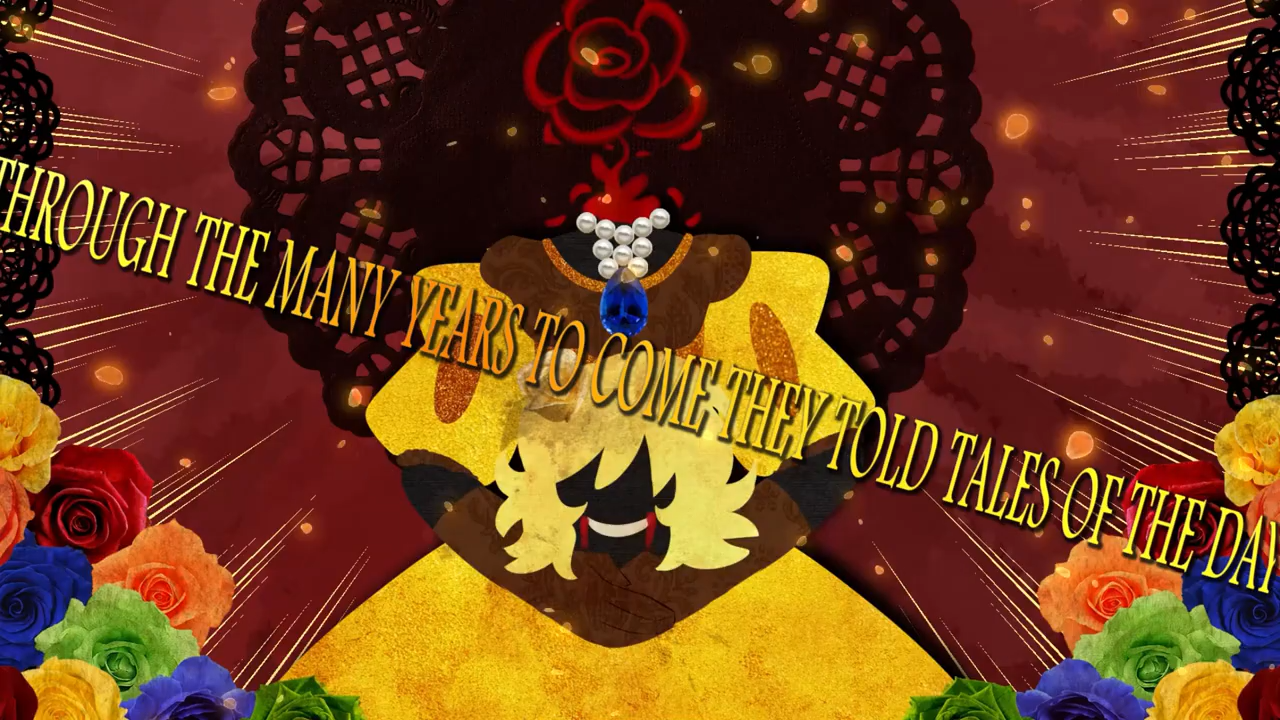 THROUGH THE MANY YEARS TO COME THEY TOLD TALES OF THE DAY